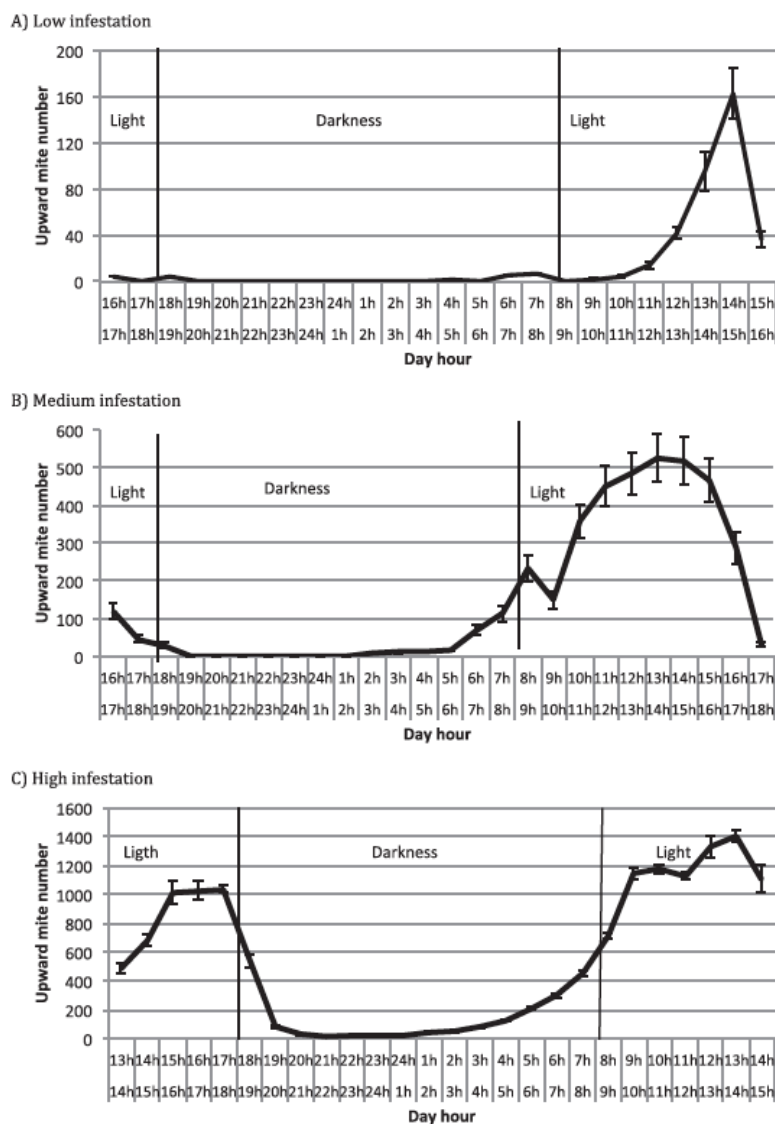 A) Low infestation
200
160
120
80
40
0
Upward mite number
Light
Darkness
Light
16h 17h 18h 19h 20h 21h 22h 23h 24h 1h 2h 3h 4h 5h 6h 7h 8h 9h 10h 11h 12h 13h 14h 15h
17h 18h 19h 20h 21h 22h 23h 24h 1h 2h 3h 4h 5h 6h 7h 8h 9h 10h 11h 12h 13h 14h 15h 16h
Day hour
B) Medium infestation
600
500
400
300
200
100
0
Upward mite number
Light
Darkness
Light
16h 17h 18h 19h 20h 21h 22h 23h 24h 1h 2h 3h 4h 5h 6h 7h 8h 9h 10h 11h 12h 13h 14h 15h 16h 17h
17h 18h 19h 20h 21h 22h 23h 24h 1h 2h 3h 4h 5h 6h 7h 8h 9h 10h 11h 12h 13h 14h 15h 16h 17h 18h
Day hour
C) High infestation
1600
1400
1200
1000
800
600
400
200
0
Upward mite number
Ligth
Darkness
Light
13h 14h 15h 16h 17h 18h 19h 20h 21h 22h 23h 24h 1h 2h 3h 4h 5h 6h 7h 8h 9h 10h 11h 12h 13h 14h
14h 15h 16h 17h 18h 19h 20h 21h 22h 23h 24h 1h 2h 3h 4h 5h 6h 7h 8h 9h 10h 11h 12h 13h 14h 15h
Day hour